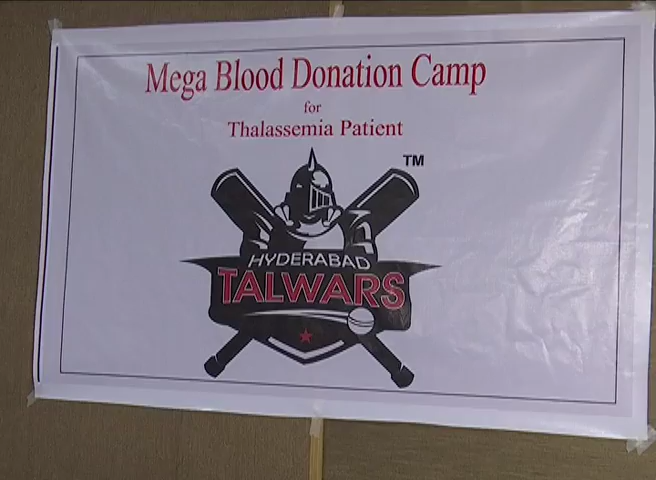 Mega Blood Donation Camp
for
Thalassemia Patient
TM
HYDERABAD
TALWARS